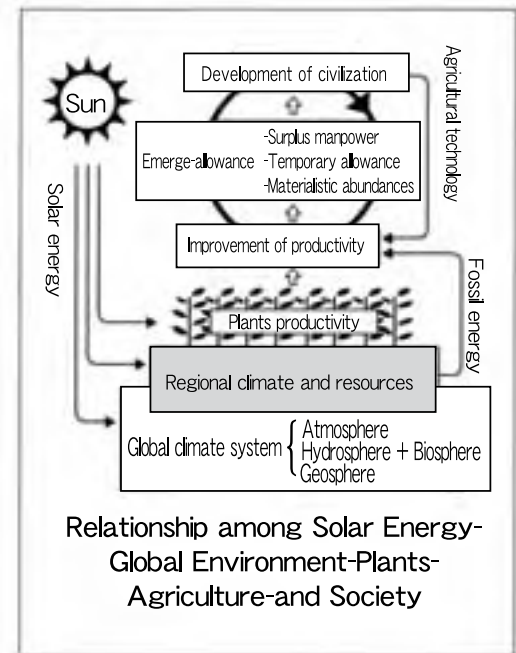 Sun
Solar energy
Development of civilization
Agricultural technology
Emerge-allowance
-Surplus manpower
-Temporary allowance
-Materialistic abundances
Improvement of productivity
Fossil energy
Plants productivity
Regional climate and resources
Global climate system
Atmosphere
Hydrosphere + Biosphere
Geosphere
Relationship among Solar Energy-
Global Environment-Plants-
Agriculture-and Society